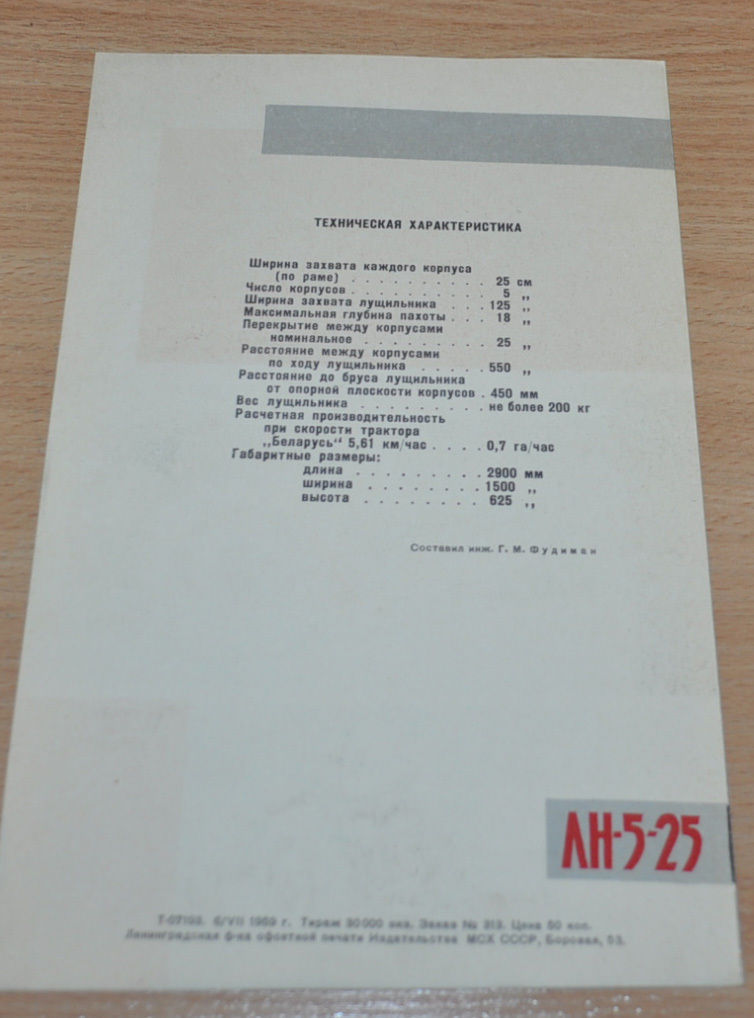 ТЕХНИЧЕСКАЯ ХАРАКТЕРИСТИКА
Ширина захвата каждого корпуса
(по раме) . . . . . . . . . . 25 см
Число корпусов . . . . . . . . . . 5 „
Ширина захвата лущильника . . . 125 „
Максимальная глубина пахоты . . . 18 „
Перекрытие между корпусами
номинальное . . . . . . . . . 25 „
Расстояние между корпусами
по ходу лущильника . . . . . 550 „
Расстояние до бруса лущильника
от опорной плоскости корпусов . 450 мм
Вес лущильника . . . . . . . . . не более 200 кг
Расчетная производительность
при скорости трактора
„Беларусь“ 5,61 км/час . . . . 0,7 га/час
Габаритные размеры:
длина . . . . . . . . . 2900 мм
ширина . . . . . . . . 1500 „
высота . . . . . . . . 625 „
Составил инж. Г. М. Фудиман
ЛН-5-25
Т-07193. 6/VII 1959 г. Тираж 30000 экз. Заказ № 313. Цена 50 коп.
Ленинградская ф-ка офсетной печати Издательства МСХ СССР, Боровая, 53.